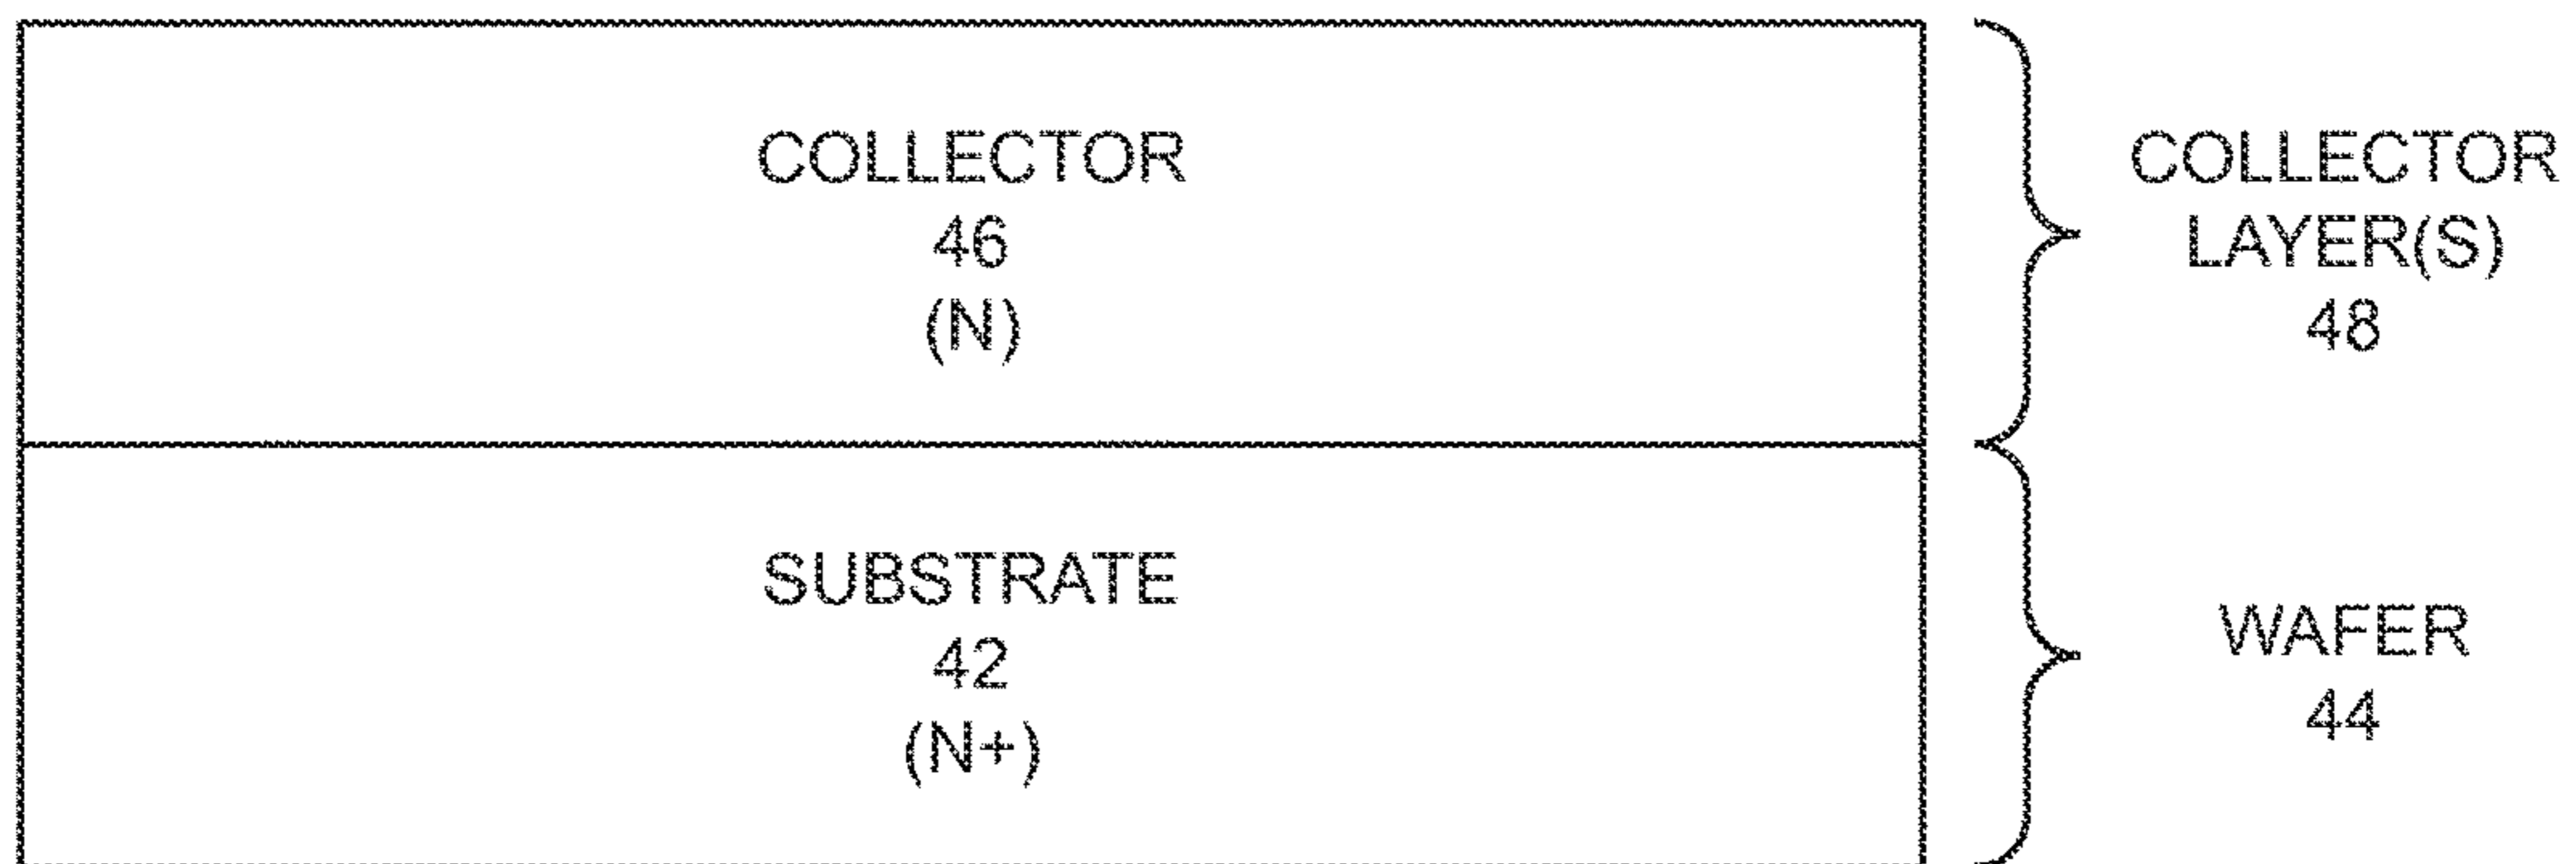 COLLECTOR
46
(N)
COLLECTOR
LAYER(S)
48
SUBSTRATE
42
(N+)
WAFER
44